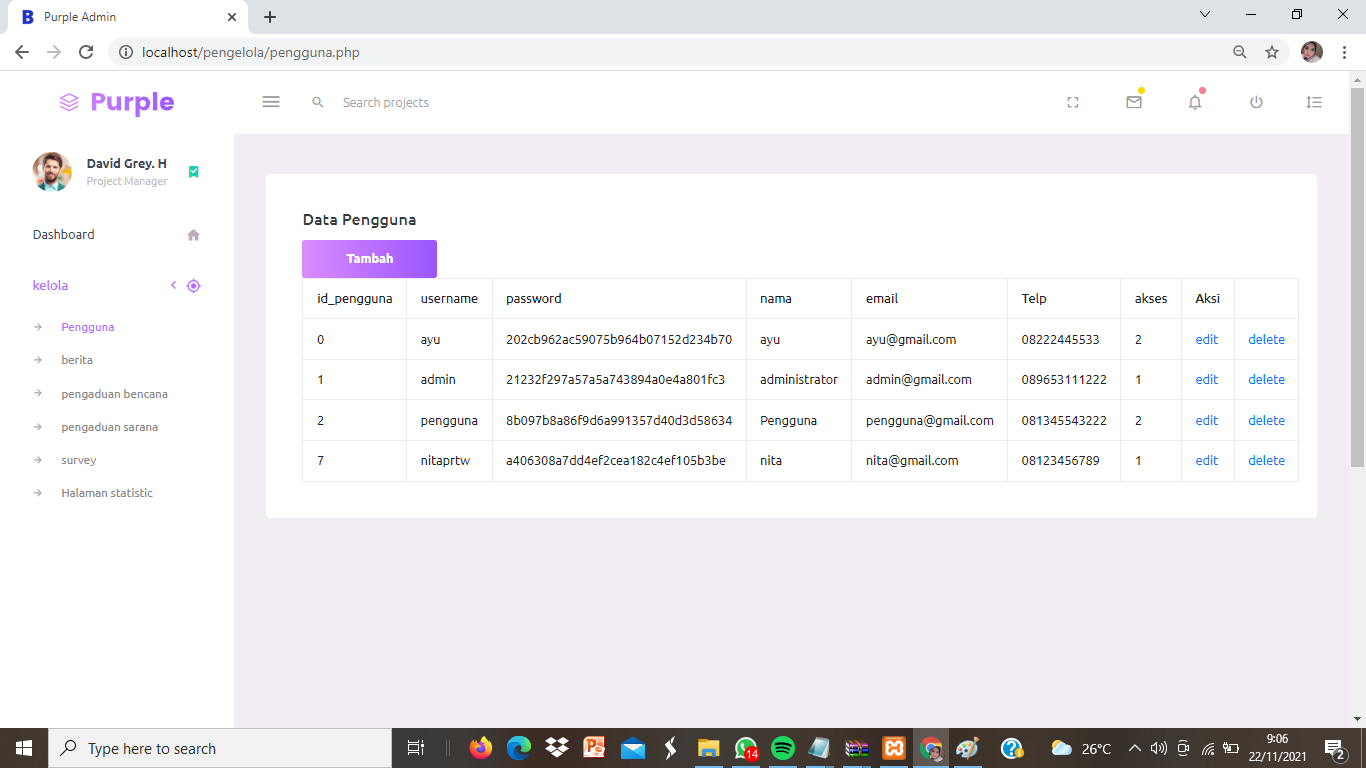 Purple Admin
localhost/pengelola/pengguna.php
Purple
Search projects
David Grey. H
Project Manager
Dashboard
kelola
Pengguna
berita
pengaduan bencana
pengaduan sarana
survey
Halaman statistic
Data Pengguna
Tambah
id_pengguna username password nama email Telp akses Aksi
0 ayu 202cb962ac59075b964b07152d234b70 ayu ayu@gmail.com 08222445533 2 edit delete
1 admin 21232f297a57a5a743894a0e4a801fc3 administrator admin@gmail.com 089653111222 1 edit delete
2 pengguna 8b097b8a86f9d6a991357d40d3d58634 Pengguna pengguna@gmail.com 081345543222 2 edit delete
7 nitaprtw a406308a7dd4ef2cea182c4ef105b3be nita nita@gmail.com 08123456789 1 edit delete
Type here to search
14
26°C
9:06
22/11/2021
2